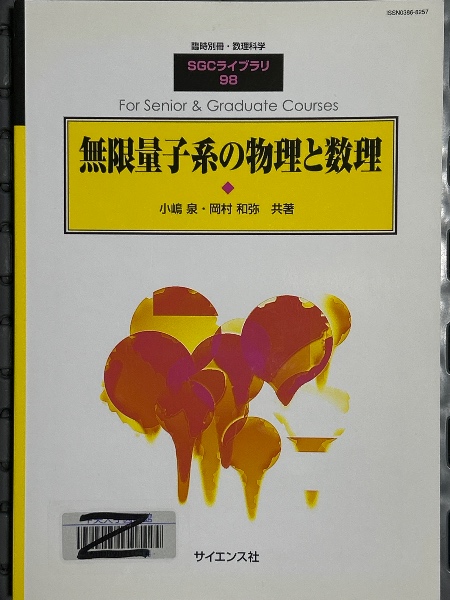 ISSN0386-8257
臨時別冊・数理科学
SGCライブラリ
98
For Senior & Graduate Courses
無限量子系の物理と数理
小嶋 泉・岡村 和弥 共著
サイエンス社